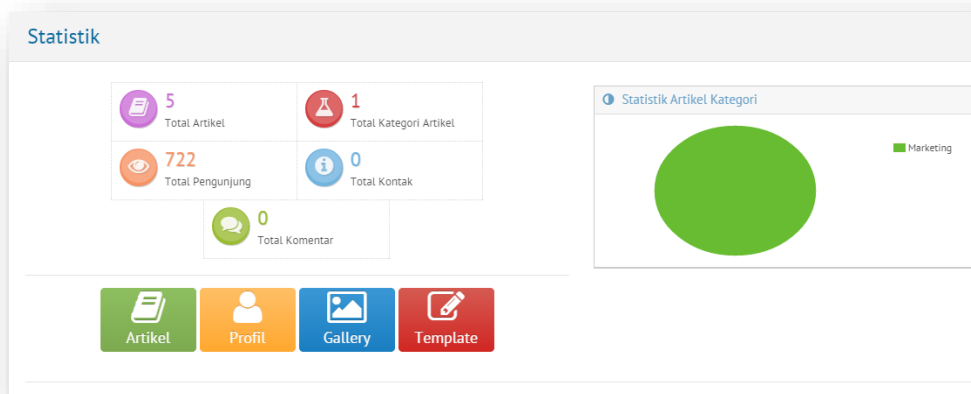 Statistik
5
Total Artikel
1
Total Kategori Artikel
722
Total Pengunjung
0
Total Kontak
0
Total Komentar
Statistik Artikel Kategori
Marketing
Artikel
Profil
Gallery
Template